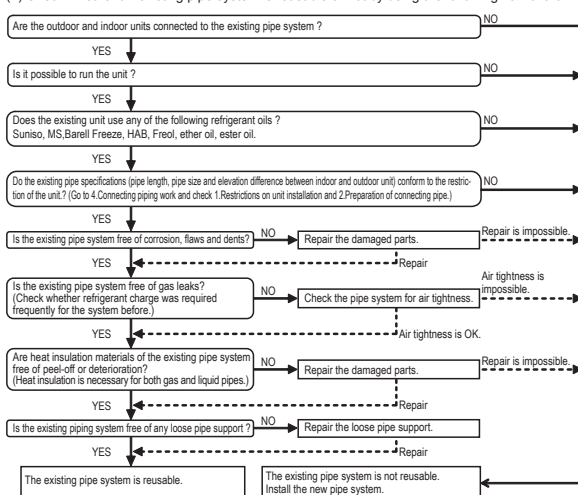 Are the outdoor and indoor units connected to the existing pipe system ?
NO
YES
Is it possible to run the unit ?
NO
YES
Does the existing unit use any of the following refrigerant oils ?
Suniso, MS,Barell Freeze, HAB, Freol, ether oil, ester oil.
NO
YES
Do the existing pipe specifications (pipe length, pipe size and elevation difference between indoor and outdoor unit) conform to the restric-
tion of the unit.? (Go to 4.Connecting piping work and check 1.Restrictions on unit installation and 2.Preparation of connecting pipe.)
NO
YES
Is the existing pipe system free of corrosion, flaws and dents?
NO
Repair the damaged parts.
Repair is impossible.
YES
Repair
Is the existing pipe system free of gas leaks?
(Check whether refrigerant charge was required
frequently for the system before.)
NO
Check the pipe system for air tightness.
Air tightness is
impossible.
YES
Air tightness is OK.
Are heat insulation materials of the existing pipe system
free of peel-off or deterioration?
(Heat insulation is necessary for both gas and liquid pipes.)
NO
Repair the damaged parts.
Repair is impossible.
YES
Repair
Is the existing piping system free of any loose pipe support ?
NO
Repair the loose pipe support.
YES
Repair
The existing pipe system is reusable.
The existing pipe system is not reusable.
Install the new pipe system.